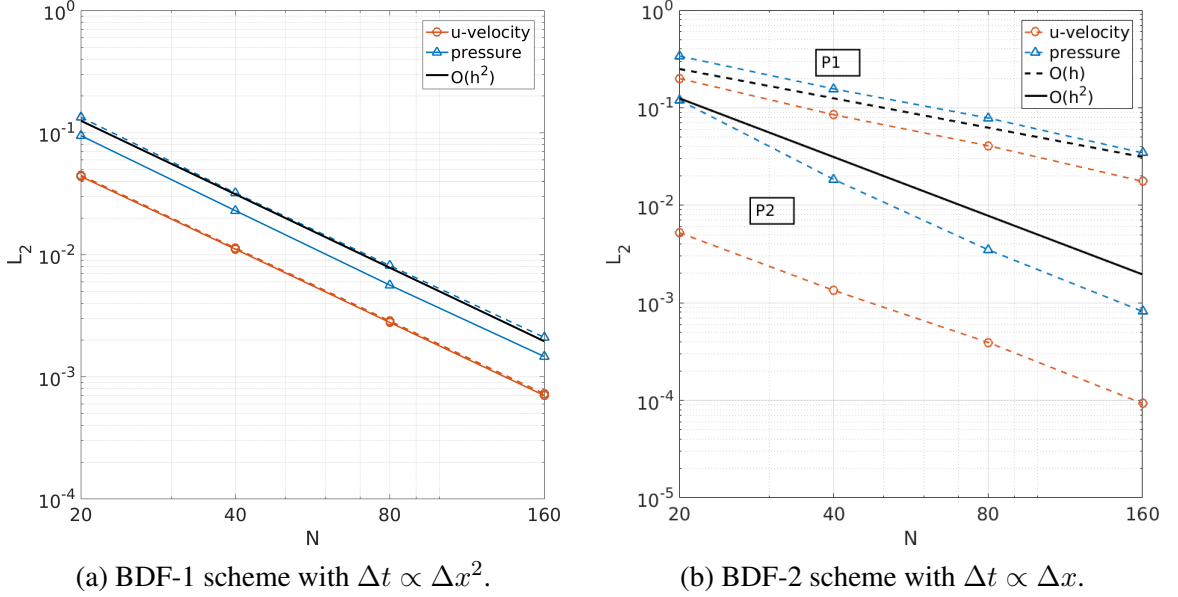 10^0
10^-1
10^-2
10^-3
10^-4
L_2
20
40
80
160
N
u-velocity
pressure
O(h^2)
(a) BDF-1 scheme with Δt ∝ Δx^2.
10^0
10^-1
10^-2
10^-3
10^-4
10^-5
L_2
20
40
80
160
N
P1
P2
u-velocity
pressure
O(h)
O(h^2)
(b) BDF-2 scheme with Δt ∝ Δx.